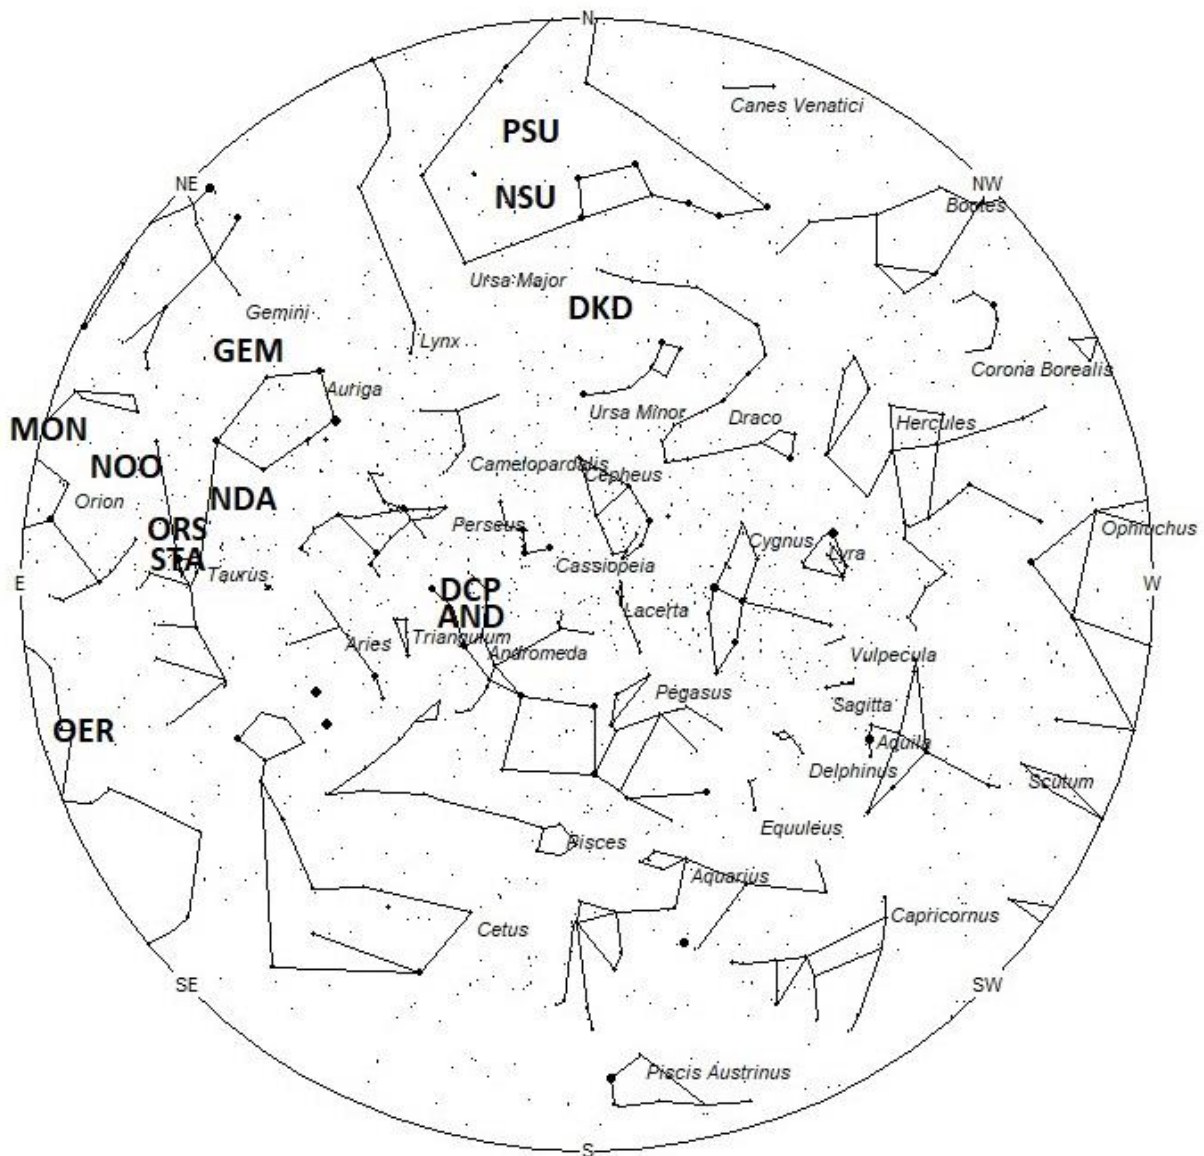 N
Canes Venatici
PSU
NE
NSU
NW
Bootes
Ursa Major
DKD
Gemini
GEM
Lynx
Corona Borealis
Auriga
Ursa Minor
Draco
Hercules
MON
NOO
Camelopardalis
Cepheus
Orion
NDA
ORS
Perseus
Cygnus
Lyra
Ophiuchus
STA
Taurus
Cassiopeia
E
W
DCP
AND
Lacerta
Aries
Triangulum
Andromeda
Vulpecula
Pegasus
Sagitta
OER
Aquila
Delphinus
Scutum
Equuleus
Pisces
Aquarius
Cetus
Capricornus
SE
SW
Piscis Austrinus
S